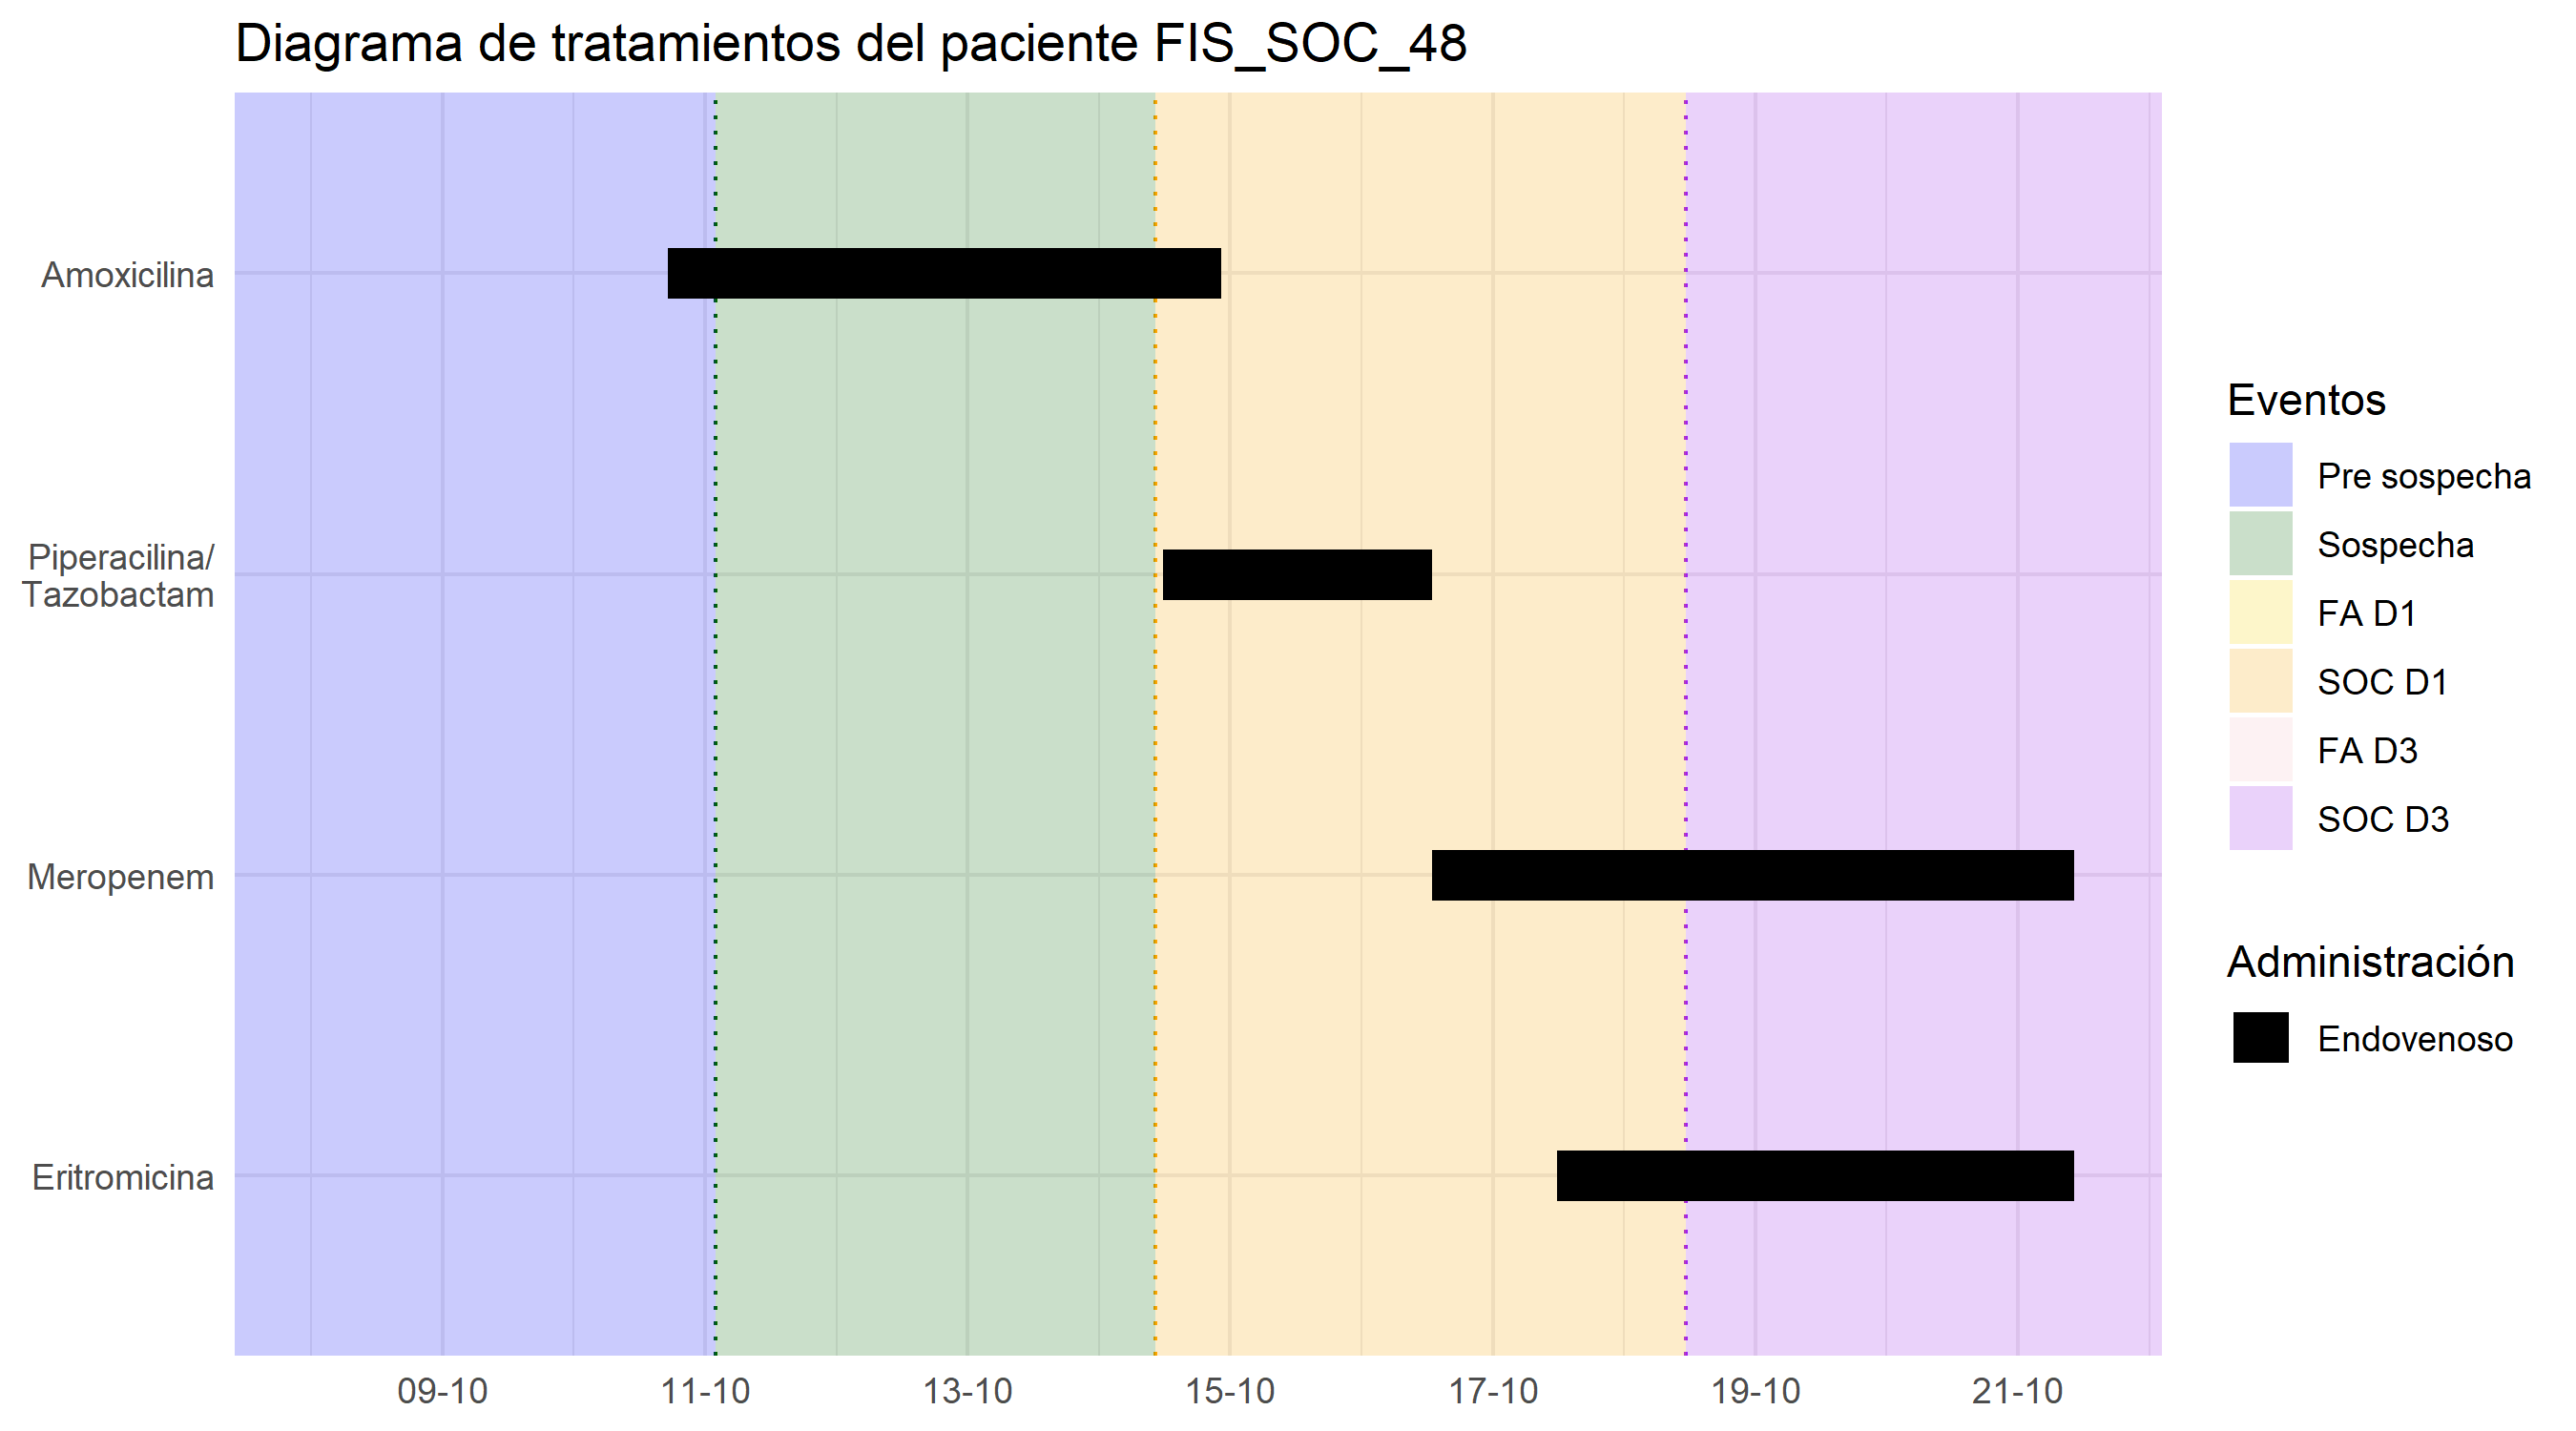 Diagrama de tratamientos del paciente FIS_SOC_48
Amoxicilina
Piperacilina/
Tazobactam
Meropenem
Eritromicina
09-10
11-10
13-10
15-10
17-10
19-10
21-10
Eventos
Pre sospecha
Sospecha
FA D1
SOC D1
FA D3
SOC D3
Administración
Endovenoso